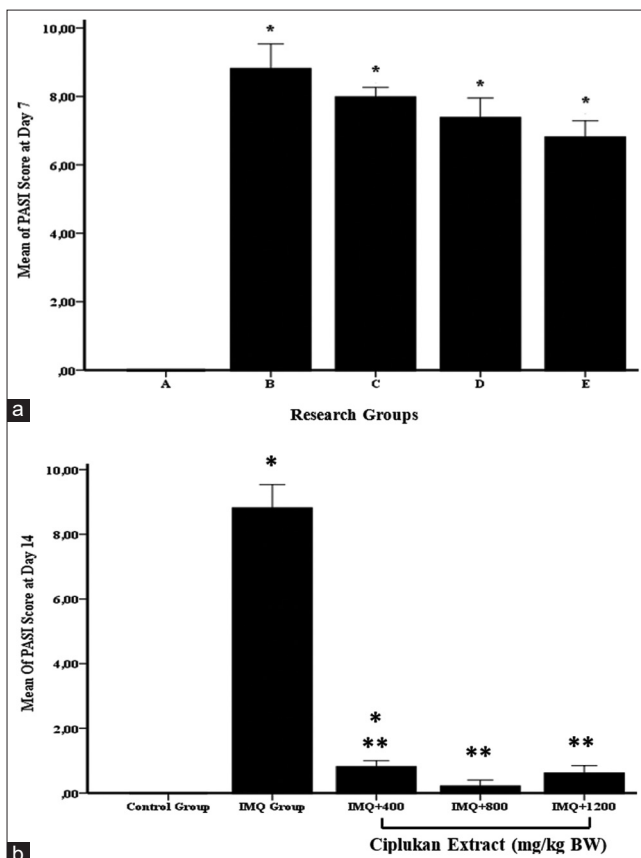 10,00
8,00
6,00
4,00
2,00
,00
Mean of PASI Score at Day 7
*
*
*
*
A B C D E
Research Groups
a
10,00
8,00
6,00
4,00
2,00
,00
Mean Of PASI Score at Day 14
*
*
**
**
**
Control Group IMQ Group IMQ+400 IMQ+800 IMQ+1200
Ciplukan Extract (mg/kg BW)
b